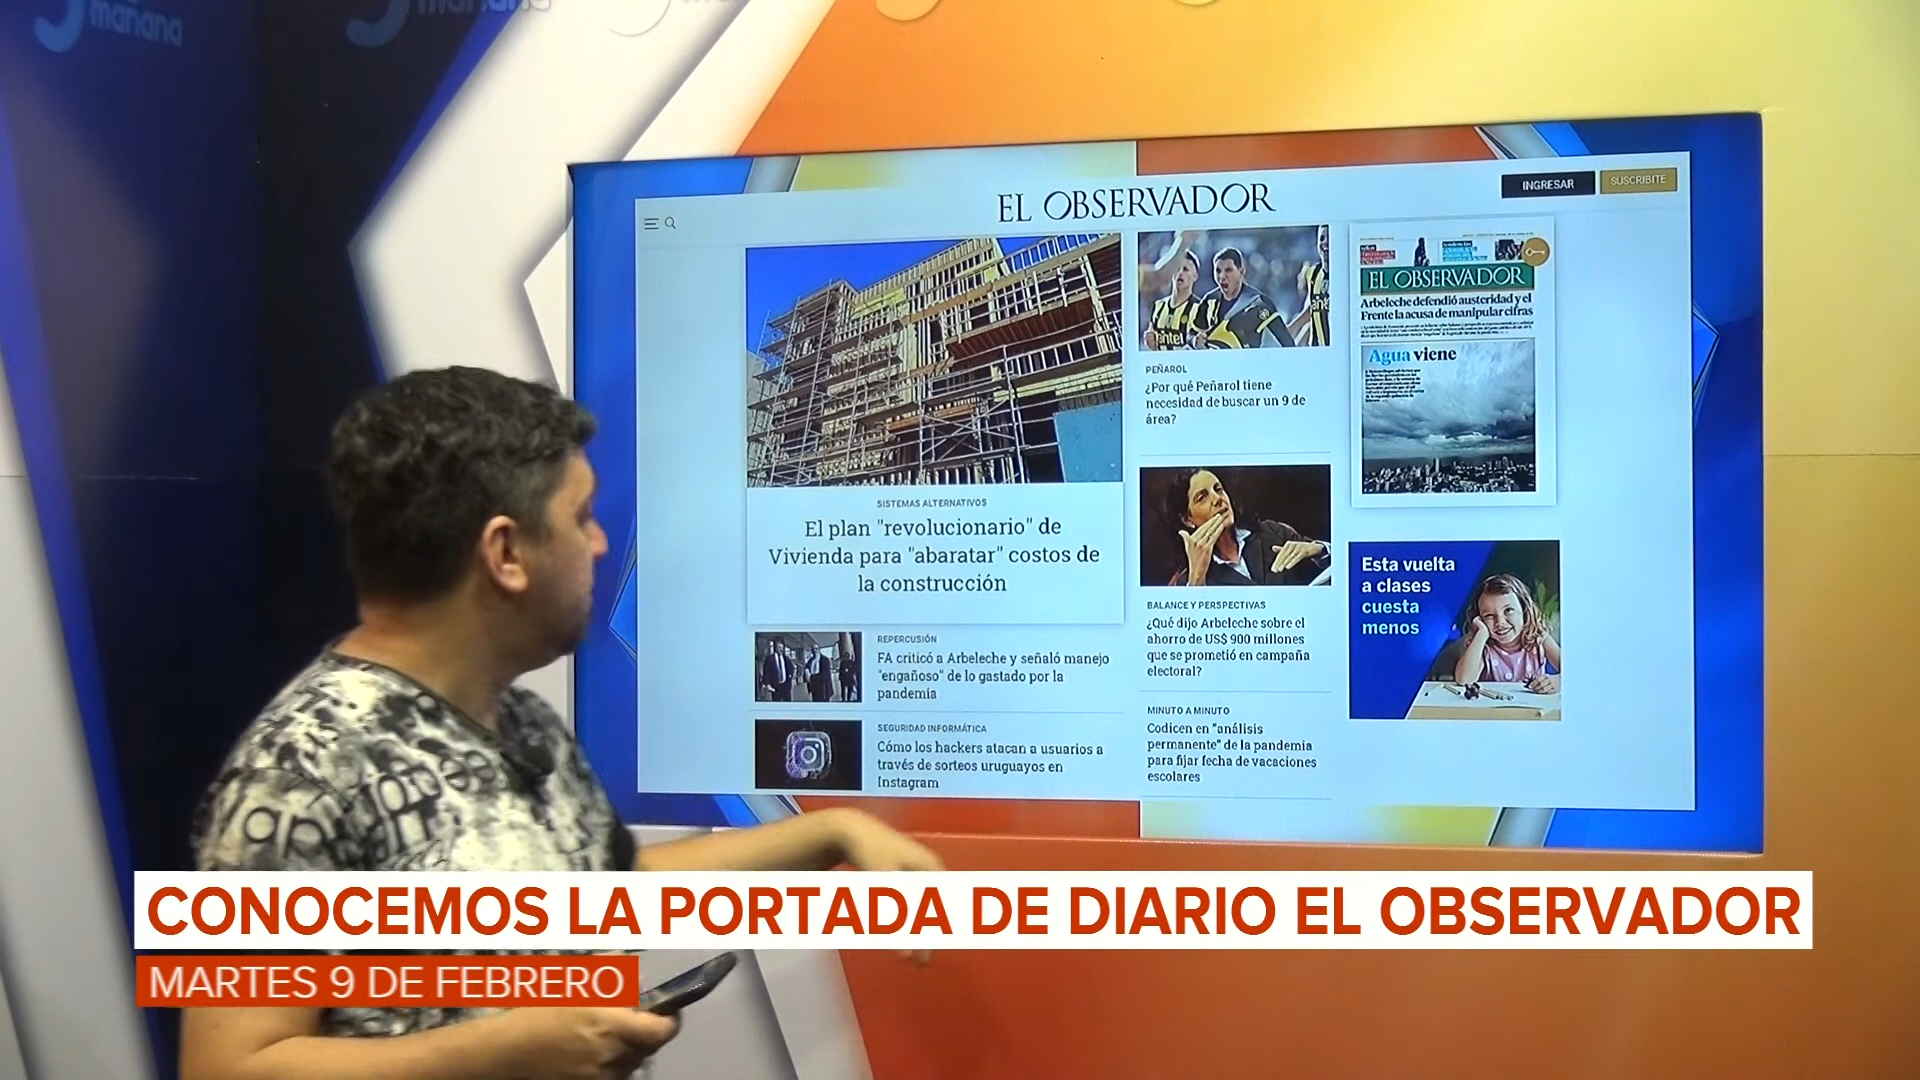 mañana
mañana
EL OBSERVADOR
INGRESAR
SUSCRIBITE
SISTEMAS ALTERNATIVOS
El plan "revolucionario" de
Vivienda para "abaratar" costos de
la construcción
REPERCUSIÓN
FA criticó a Arbeleche y señaló manejo
"engañoso" de lo gastado por la
pandemia
SEGURIDAD INFORMÁTICA
Cómo los hackers atacan a usuarios a
través de sorteos uruguayos en
Instagram
antel
PEÑAROL
¿Por qué Peñarol tiene
necesidad de buscar un 9 de
área?
BALANCE Y PERSPECTIVAS
¿Qué dijo Arbeleche sobre el
ahorro de US$ 900 millones
que se prometió en campaña
electoral?
MINUTO A MINUTO
Codicen en "análisis
permanente" de la pandemia
para fijar fecha de vacaciones
escolares
EL OBSERVADOR
Arbeleche defendió austeridad y el
Frente la acusa de manipular cifras
Agua viene
Esta vuelta
a clases
cuesta
menos
CONOCEMOS LA PORTADA DE DIARIO EL OBSERVADOR
MARTES 9 DE FEBRERO